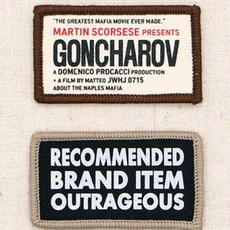 "THE GREATEST MAFIA MOVIE EVER MADE."
MARTIN SCORSESE PRESENTS
GONCHAROV
A DOMENICO PROCACCI PRODUCTION
• A FILM BY MATTEO JWHJ 0715
ABOUT THE NAPLES MAFIA
RECOMMENDED
BRAND ITEM
OUTRAGEOUS